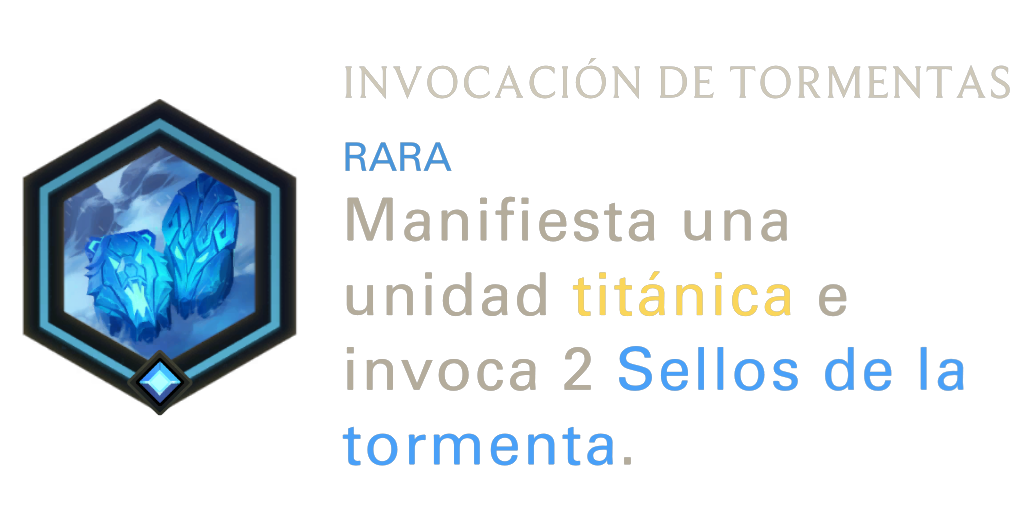 INVOCACIÓN DE TORMENTAS
RARA
Manifiesta una
unidad titánica e
invoca 2 Sellos de la
tormenta.